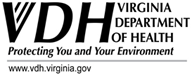 VDH VIRGINIA
DEPARTMENT
OF HEALTH
Protecting You and Your Environment
www.vdh.virginia.gov